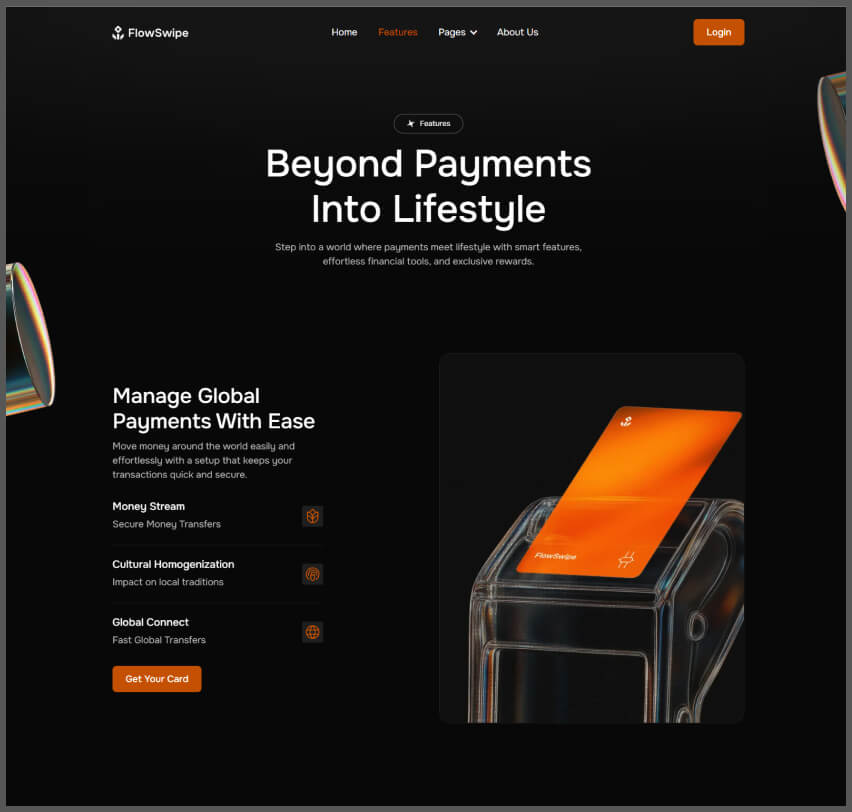 FlowSwipe
Home
Features
Pages
About Us
Login
Features
Beyond Payments
Into Lifestyle
Step into a world where payments meet lifestyle with smart features,
effortless financial tools, and exclusive rewards.
Manage Global
Payments With Ease
Move money around the world easily and
effortlessly with a setup that keeps your
transactions quick and secure.
Money Stream
Secure Money Transfers
Cultural Homogenization
Impact on local traditions
Global Connect
Fast Global Transfers
Get Your Card
FlowSwipe